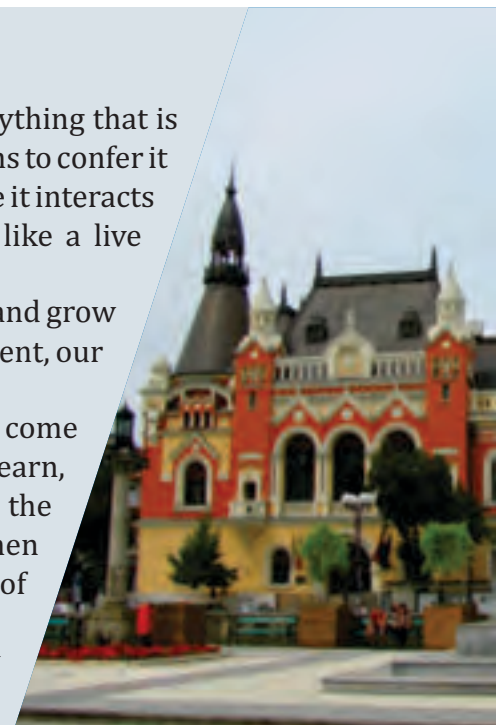 ything that is
ns to confer it
e it interacts
like a live
and grow
ent, our
come
earn,
the
hen
of